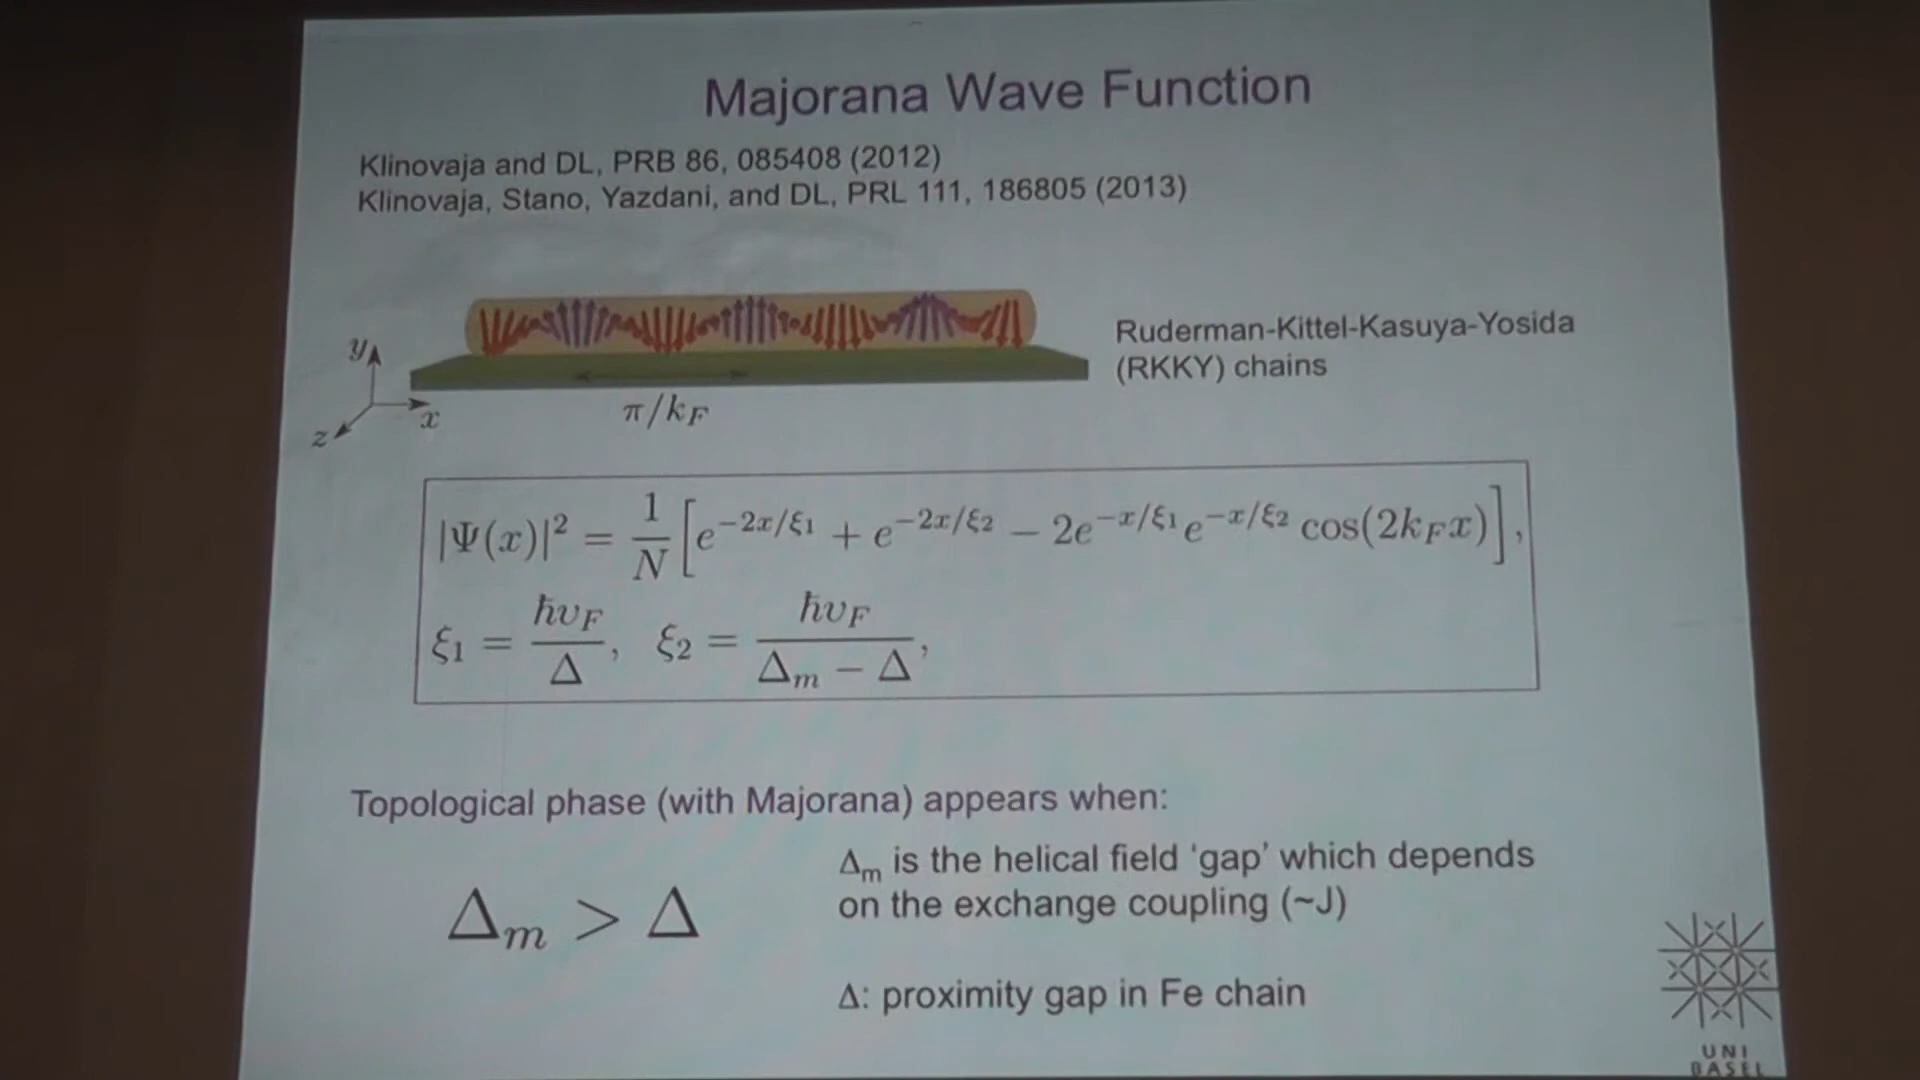 Majorana Wave Function
Klinovaja and DL, PRB 86, 085408 (2012)
Klinovaja, Stano, Yazdani, and DL, PRL 111, 186805 (2013)
y
x
z
π/k_F
Ruderman-Kittel-Kasuya-Yosida
(RKKY) chains
|Ψ(x)|² = 1/N [e^{-2x/ξ₁} + e^{-2x/ξ₂} − 2e^{-x/ξ₁}e^{-x/ξ₂} cos(2k_F x)],
ξ₁ = ħυ_F/Δ, ξ₂ = ħυ_F/(Δ_m − Δ),
Topological phase (with Majorana) appears when:
Δ_m > Δ
Δ_m is the helical field ‘gap’ which depends
on the exchange coupling (~J)
Δ: proximity gap in Fe chain
UNI
BASEL